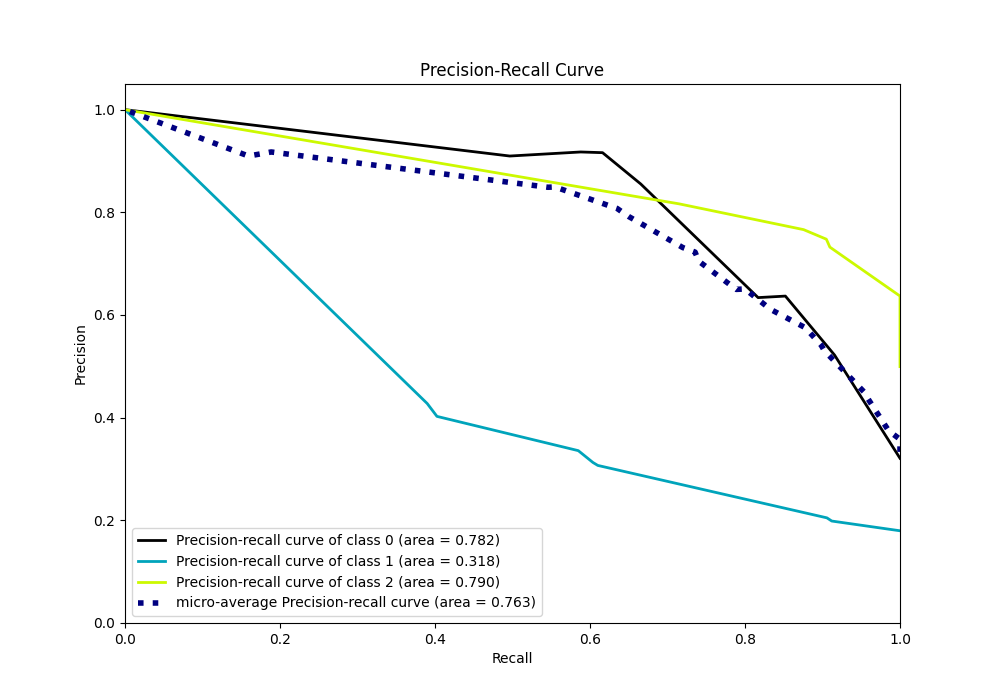 Precision-Recall Curve
1.0
0.8
0.6
0.4
0.2
0.0
Precision
Precision-recall curve of class 0 (area = 0.782)
Precision-recall curve of class 1 (area = 0.318)
Precision-recall curve of class 2 (area = 0.790)
micro-average Precision-recall curve (area = 0.763)
0.0 0.2 0.4 0.6 0.8 1.0
Recall